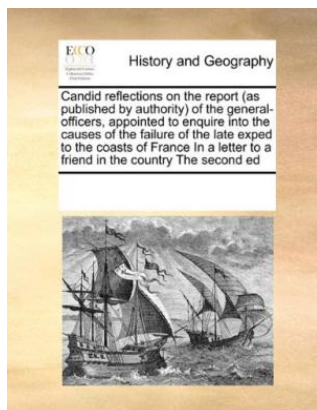 ECCO
History and Geography
Candid reflections on the report (as
published by authority) of the general-
officers, appointed to enquire into the
causes of the failure of the late exped
to the coasts of France In a letter to a
friend in the country The second ed